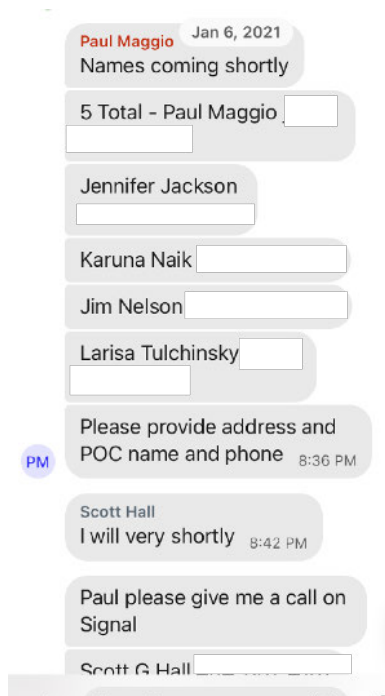 Jan 6, 2021
Paul Maggio
Names coming shortly
5 Total - Paul Maggio
Jennifer Jackson
Karuna Naik
Jim Nelson
Larisa Tulchinsky
Please provide address and
POC name and phone 8:36 PM
PM
Scott Hall
I will very shortly 8:42 PM
Paul please give me a call on
Signal
Scott G Hall